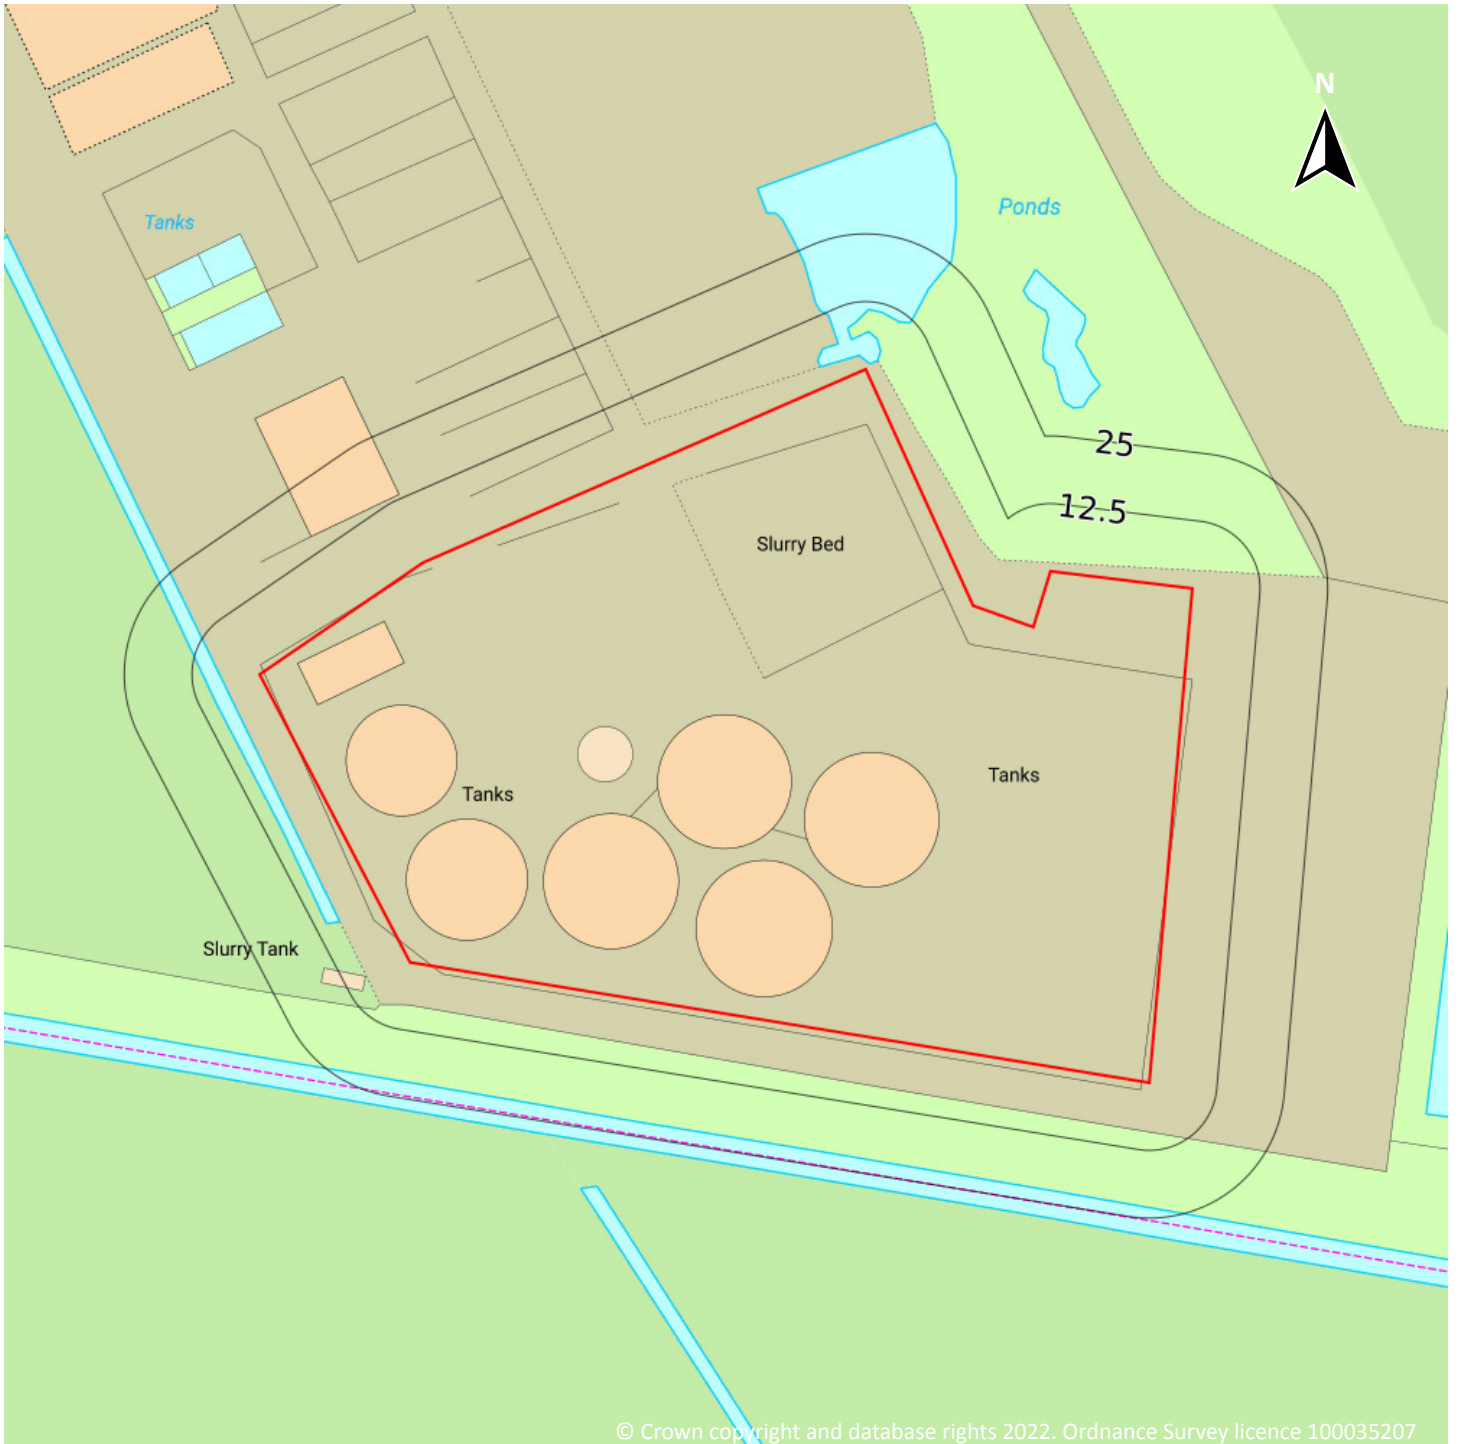 N
Ponds
Tanks
25
12.5
Slurry Bed
Tanks
Tanks
Slurry Tank
© Crown copyright and database rights 2022. Ordnance Survey licence 100035207